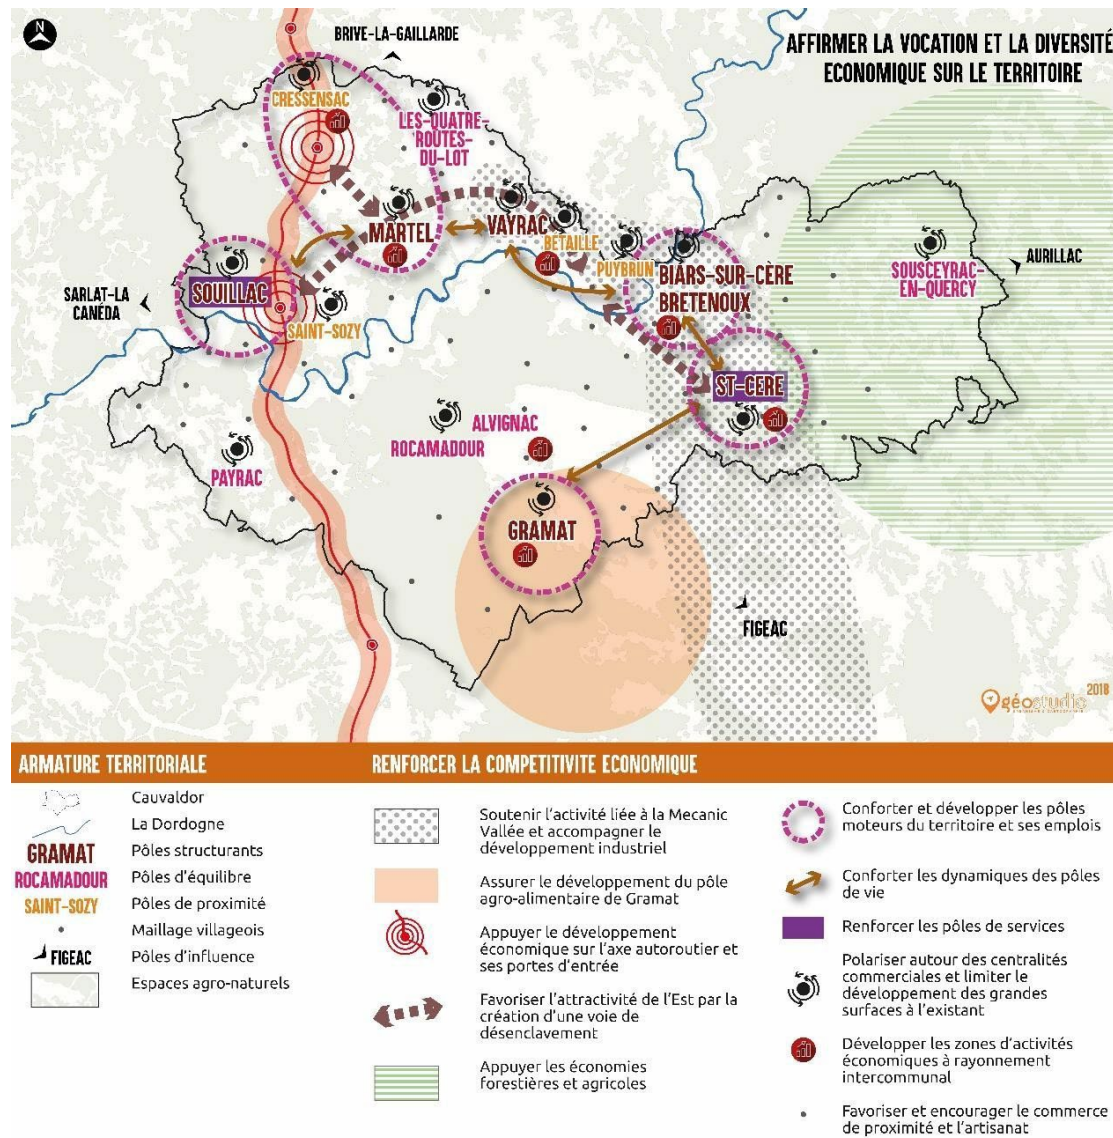 N
BRIVE-LA-GAILLARDE
AFFIRMER LA VOCATION ET LA DIVERSITÉ
ECONOMIQUE SUR LE TERRITOIRE
CRESSENSAC
LES-QUATRE-
ROUTES-
DU-LOT
MARTEL
VAYRAC
BETAILLE
PUYBRUN
BIARS-SUR-CÈRE
BRETENOUX
SOUSCEYRAC-
EN-QUERCY
AURILLAC
SARLAT-LA
CANÉDA
SOUILLAC
SAINT-SOZY
ST-CERE
ALVIGNAC
ROCAMADOUR
PAYRAC
GRAMAT
FIGEAC
géostudio 2018
ARMATURE TERRITORIALE
Cauvaldor
La Dordogne
GRAMAT Pôles structurants
ROCAMADOUR Pôles d'équilibre
SAINT-SOZY Pôles de proximité
Maillage villageois
FIGEAC Pôles d'influence
Espaces agro-naturels
RENFORCER LA COMPETITIVITE ECONOMIQUE
Soutenir l'activité liée à la Mecanic
Vallée et accompagner le
développement industriel
Assurer le développement du pôle
agro-alimentaire de Gramat
Appuyer le développement
économique sur l'axe autoroutier et
ses portes d'entrée
Favoriser l'attractivité de l'Est par la
création d'une voie de
désenclavement
Appuyer les économies
forestières et agricoles
Conforter et développer les pôles
moteurs du territoire et ses emplois
Conforter les dynamiques des pôles
de vie
Renforcer les pôles de services
Polariser autour des centralités
commerciales et limiter le
développement des grandes
surfaces à l'existant
Développer les zones d'activités
économiques à rayonnement
intercommunal
Favoriser et encourager le commerce
de proximité et l'artisanat